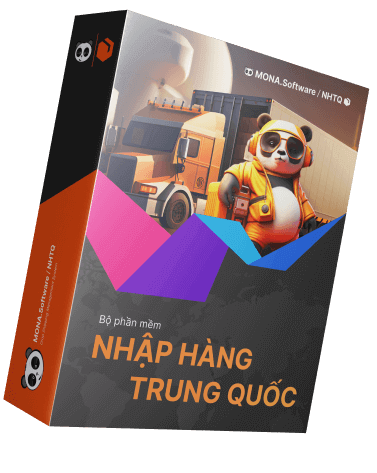 MONA.Software / NHTQ
Bộ phần mềm
NHẬP HÀNG
TRUNG QUỐC
MONA.Software / NHTQ